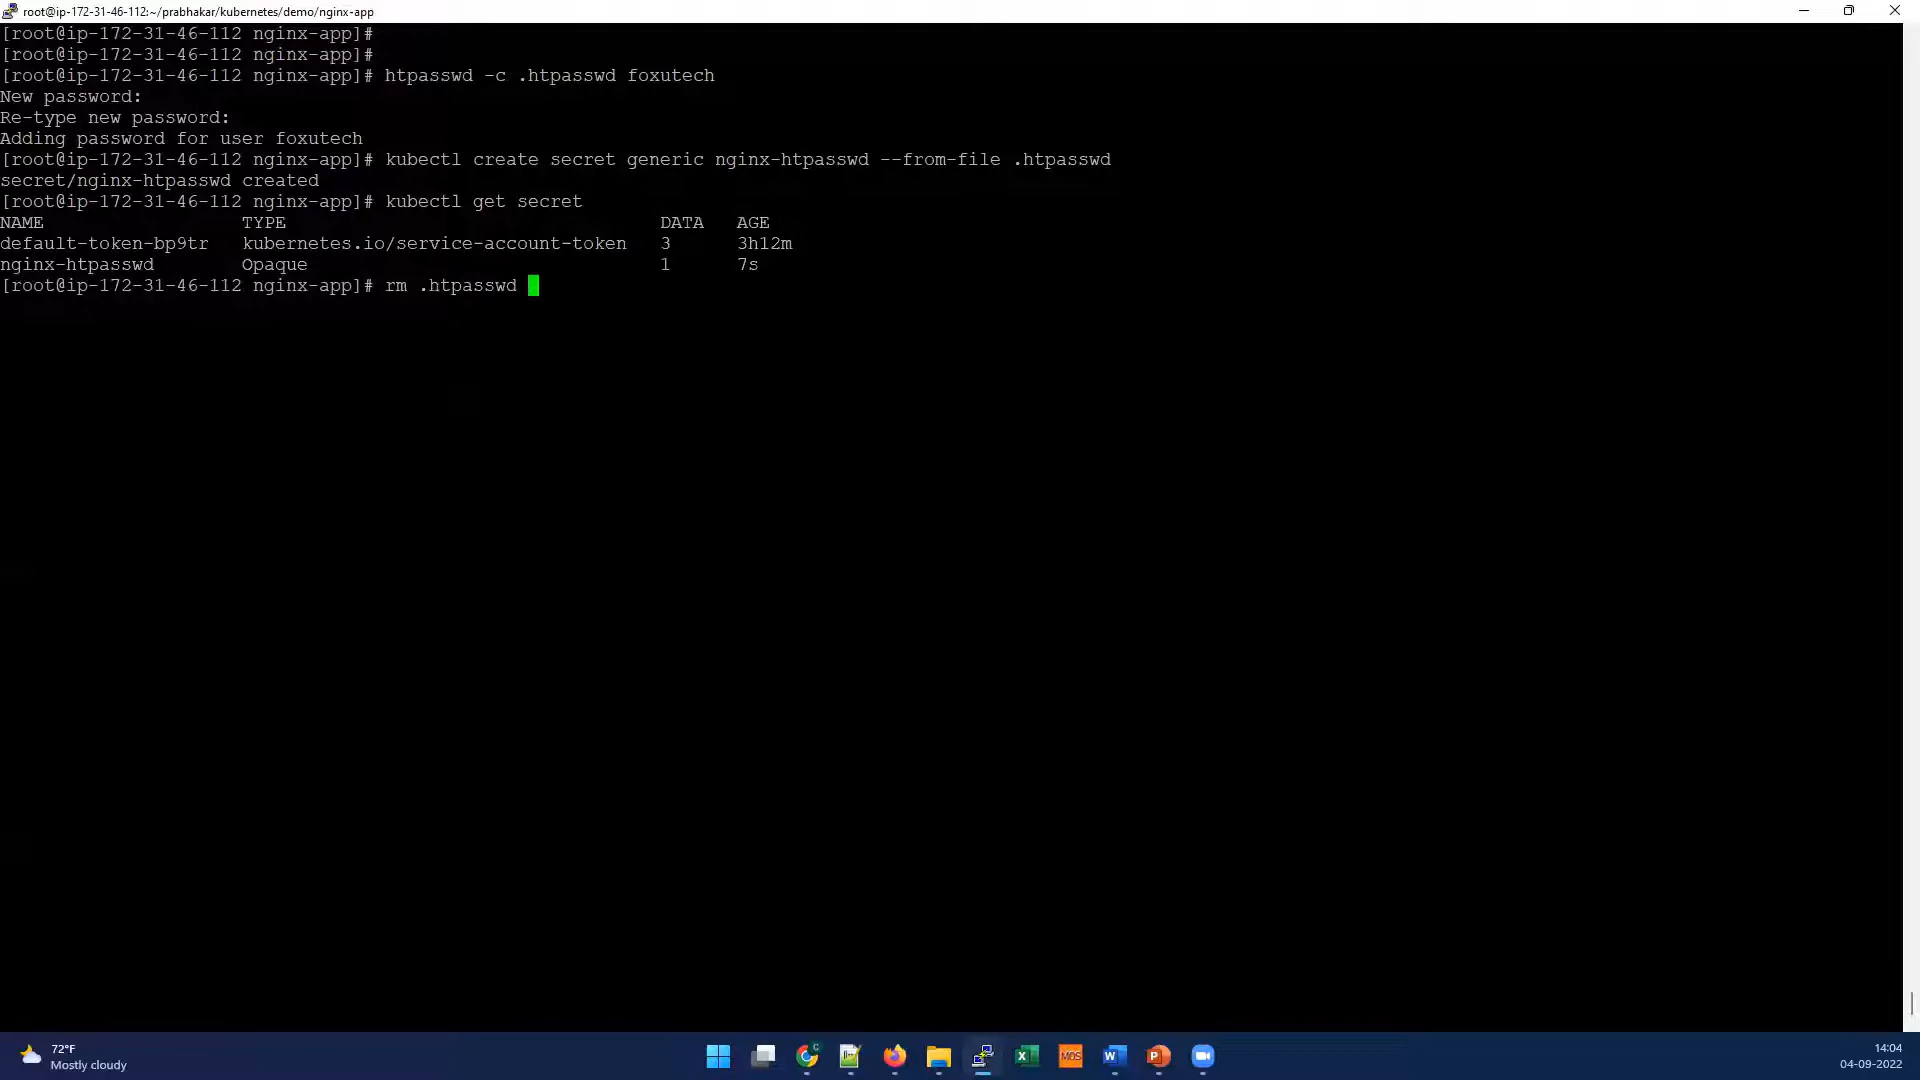 root@ip-172-31-46-112:~/prabhakar/kubernetes/demo/nginx-app
[root@ip-172-31-46-112 nginx-app]#
[root@ip-172-31-46-112 nginx-app]#
[root@ip-172-31-46-112 nginx-app]# htpasswd -c .htpasswd foxutech
New password:
Re-type new password:
Adding password for user foxutech
[root@ip-172-31-46-112 nginx-app]# kubectl create secret generic nginx-htpasswd --from-file .htpasswd
secret/nginx-htpasswd created
[root@ip-172-31-46-112 nginx-app]# kubectl get secret
NAME TYPE DATA AGE
default-token-bp9tr kubernetes.io/service-account-token 3 3h12m
nginx-htpasswd Opaque 1 7s
[root@ip-172-31-46-112 nginx-app]# rm .htpasswd
72°F
Mostly cloudy
C
X
MOS
W
P
14:04
04-09-2022